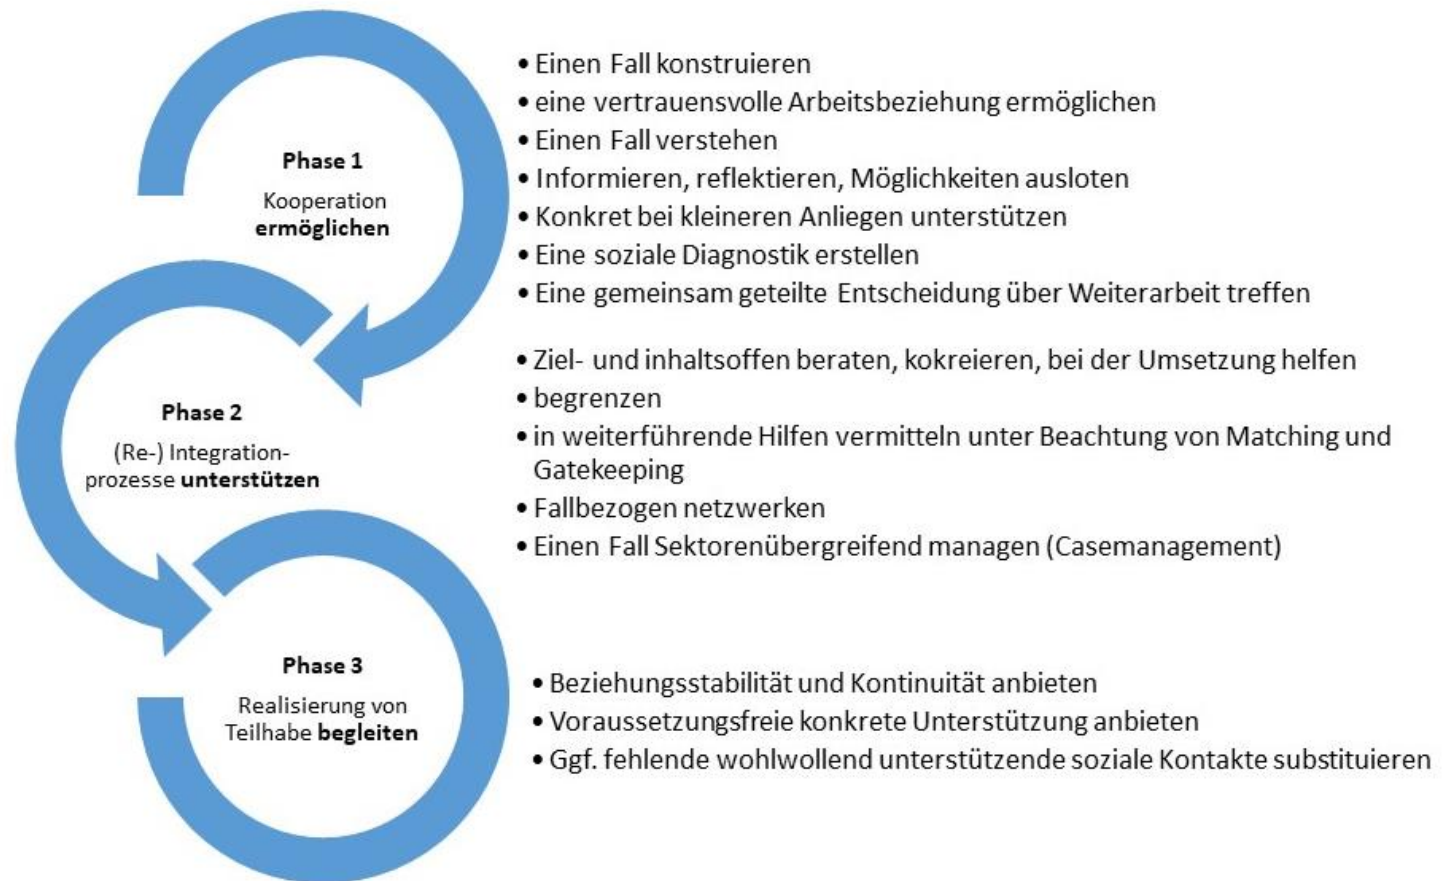 Phase 1
Kooperation
ermöglichen
• Einen Fall konstruieren
• eine vertrauensvolle Arbeitsbeziehung ermöglichen
• Einen Fall verstehen
• Informieren, reflektieren, Möglichkeiten ausloten
• Konkret bei kleineren Anliegen unterstützen
• Eine soziale Diagnostik erstellen
• Eine gemeinsam geteilte Entscheidung über Weiterarbeit treffen
Phase 2
(Re-) Integration-
prozesse unterstützen
• Ziel- und inhaltsoffen beraten, kokreieren, bei der Umsetzung helfen
• begrenzen
• in weiterführende Hilfen vermitteln unter Beachtung von Matching und
Gatekeeping
• Fallbezogen netzwerken
• Einen Fall Sektorenübergreifend managen (Casemanagement)
Phase 3
Realisierung von
Teilhabe begleiten
• Beziehungsstabilität und Kontinuität anbieten
• Voraussetzungsfreie konkrete Unterstützung anbieten
• Ggf. fehlende wohlwollend unterstützende soziale Kontakte substituieren